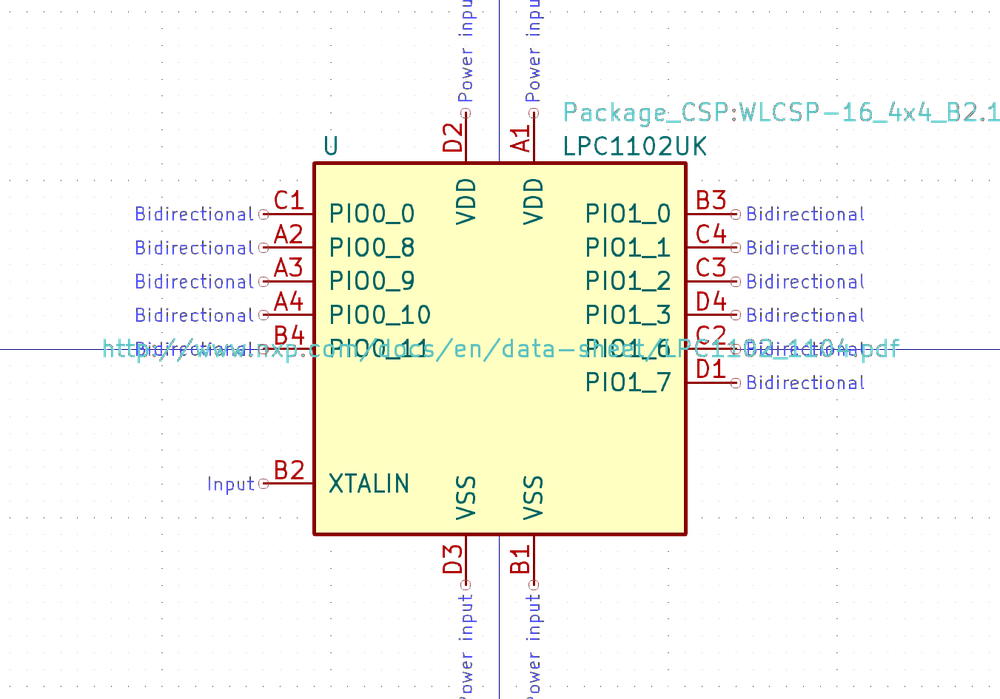 Power input
Power input
Package_CSP:WLCSP-16_4x4_B2.1
D2
A1
U
LPC1102UK
VDD
VDD
Bidirectional C1 PIO0_0 PIO1_0 B3 Bidirectional
Bidirectional A2 PIO0_8 PIO1_1 C4 Bidirectional
Bidirectional A3 PIO0_9 PIO1_2 C3 Bidirectional
Bidirectional A4 PIO0_10 PIO1_3 D4 Bidirectional
Bidirectional B4 PIO0_11 PIO1_6 C2 Bidirectional
http://www.nxp.com/docs/en/data-sheet/LPC1102_1104.pdf
PIO1_7 D1 Bidirectional
Input B2 XTALIN
VSS
VSS
D3
B1
Power input
Power input